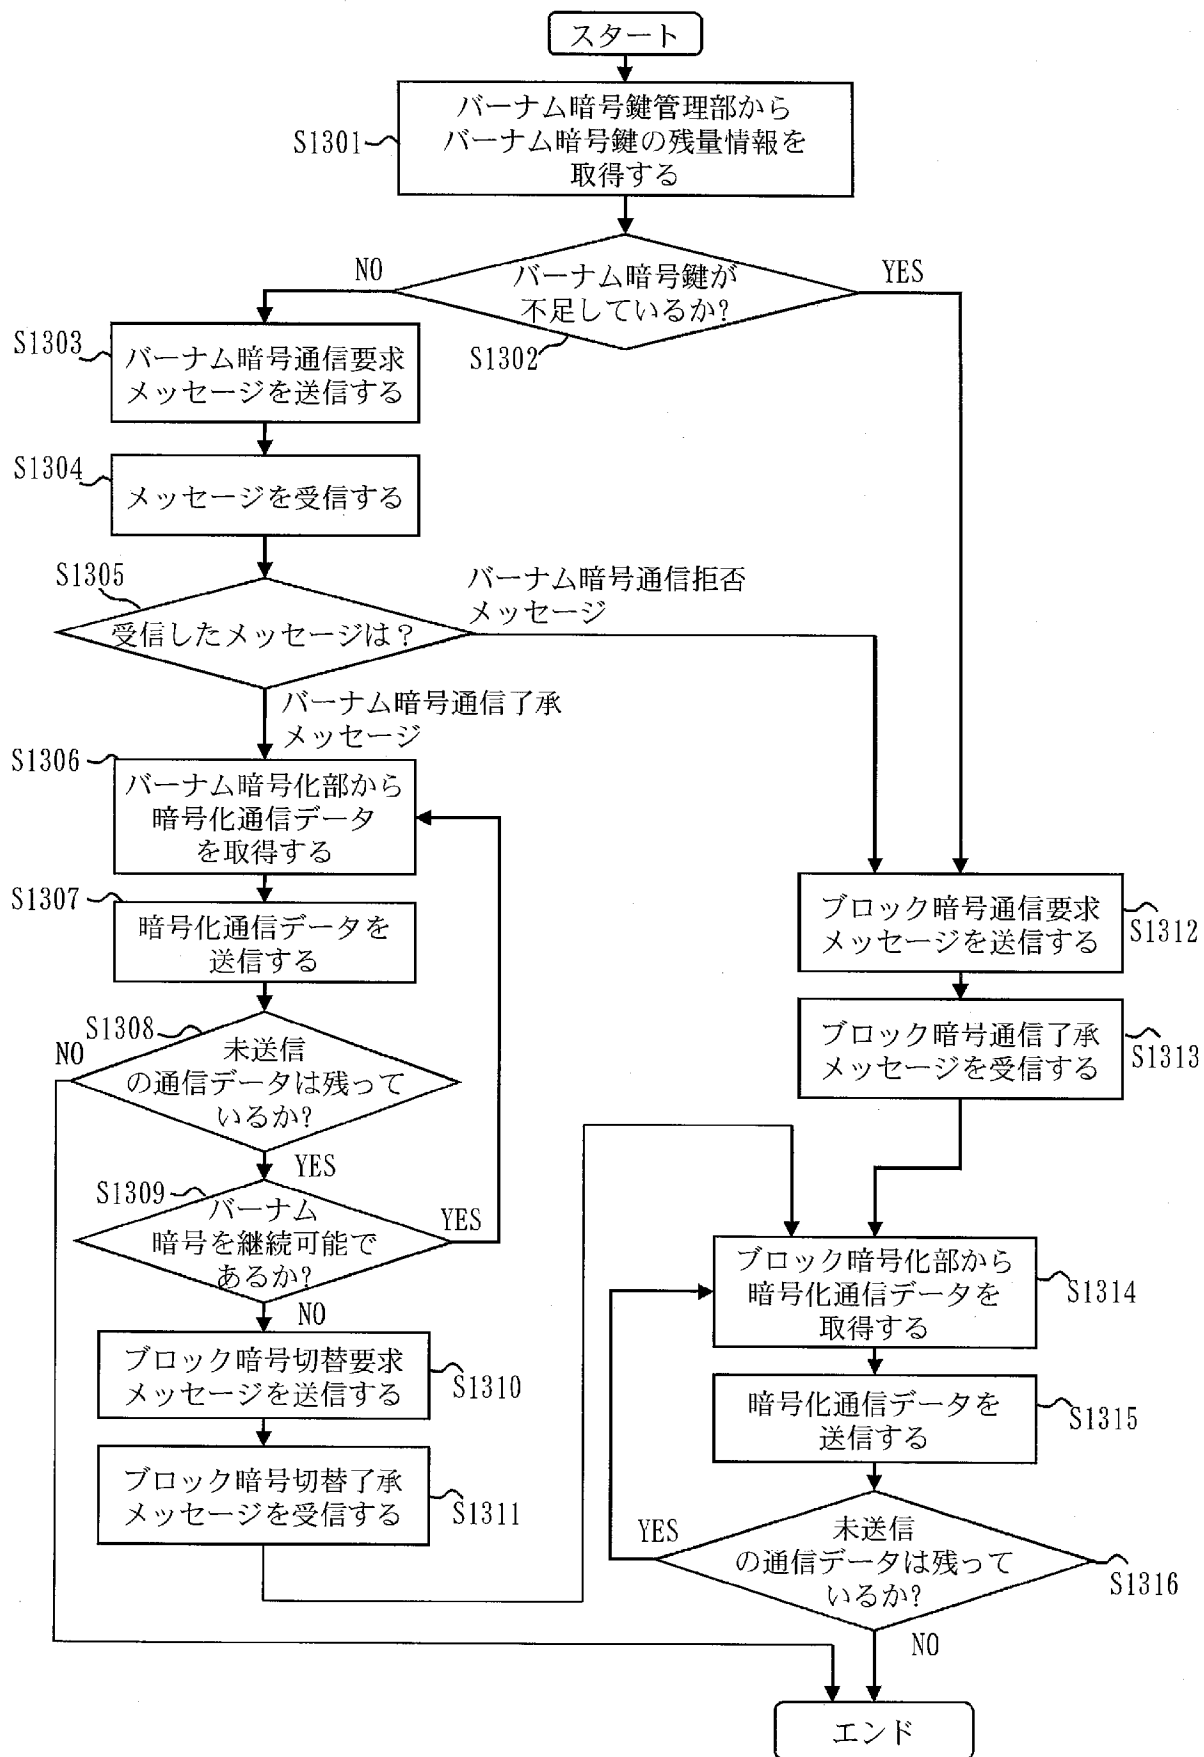 スタート
S1301
バーナム暗号鍵管理部から
バーナム暗号鍵の残量情報を
取得する
NO
バーナム暗号鍵が
不足しているか?
YES
S1302
S1303
バーナム暗号通信要求
メッセージを送信する
S1304
メッセージを受信する
S1305
受信したメッセージは？
バーナム暗号通信拒否
メッセージ
バーナム暗号通信了承
メッセージ
S1306
バーナム暗号化部から
暗号化通信データ
を取得する
S1307
暗号化通信データを
送信する
S1308
NO
未送信
の通信データは残って
いるか?
YES
S1309
バーナム
暗号を継続可能で
あるか?
YES
NO
ブロック暗号切替要求
メッセージを送信する
S1310
ブロック暗号切替了承
メッセージを受信する
S1311
ブロック暗号通信要求
メッセージを送信する
S1312
ブロック暗号通信了承
メッセージを受信する
S1313
ブロック暗号化部から
暗号化通信データを
取得する
S1314
暗号化通信データを
送信する
S1315
YES
未送信
の通信データは残って
いるか?
S1316
NO
エンド